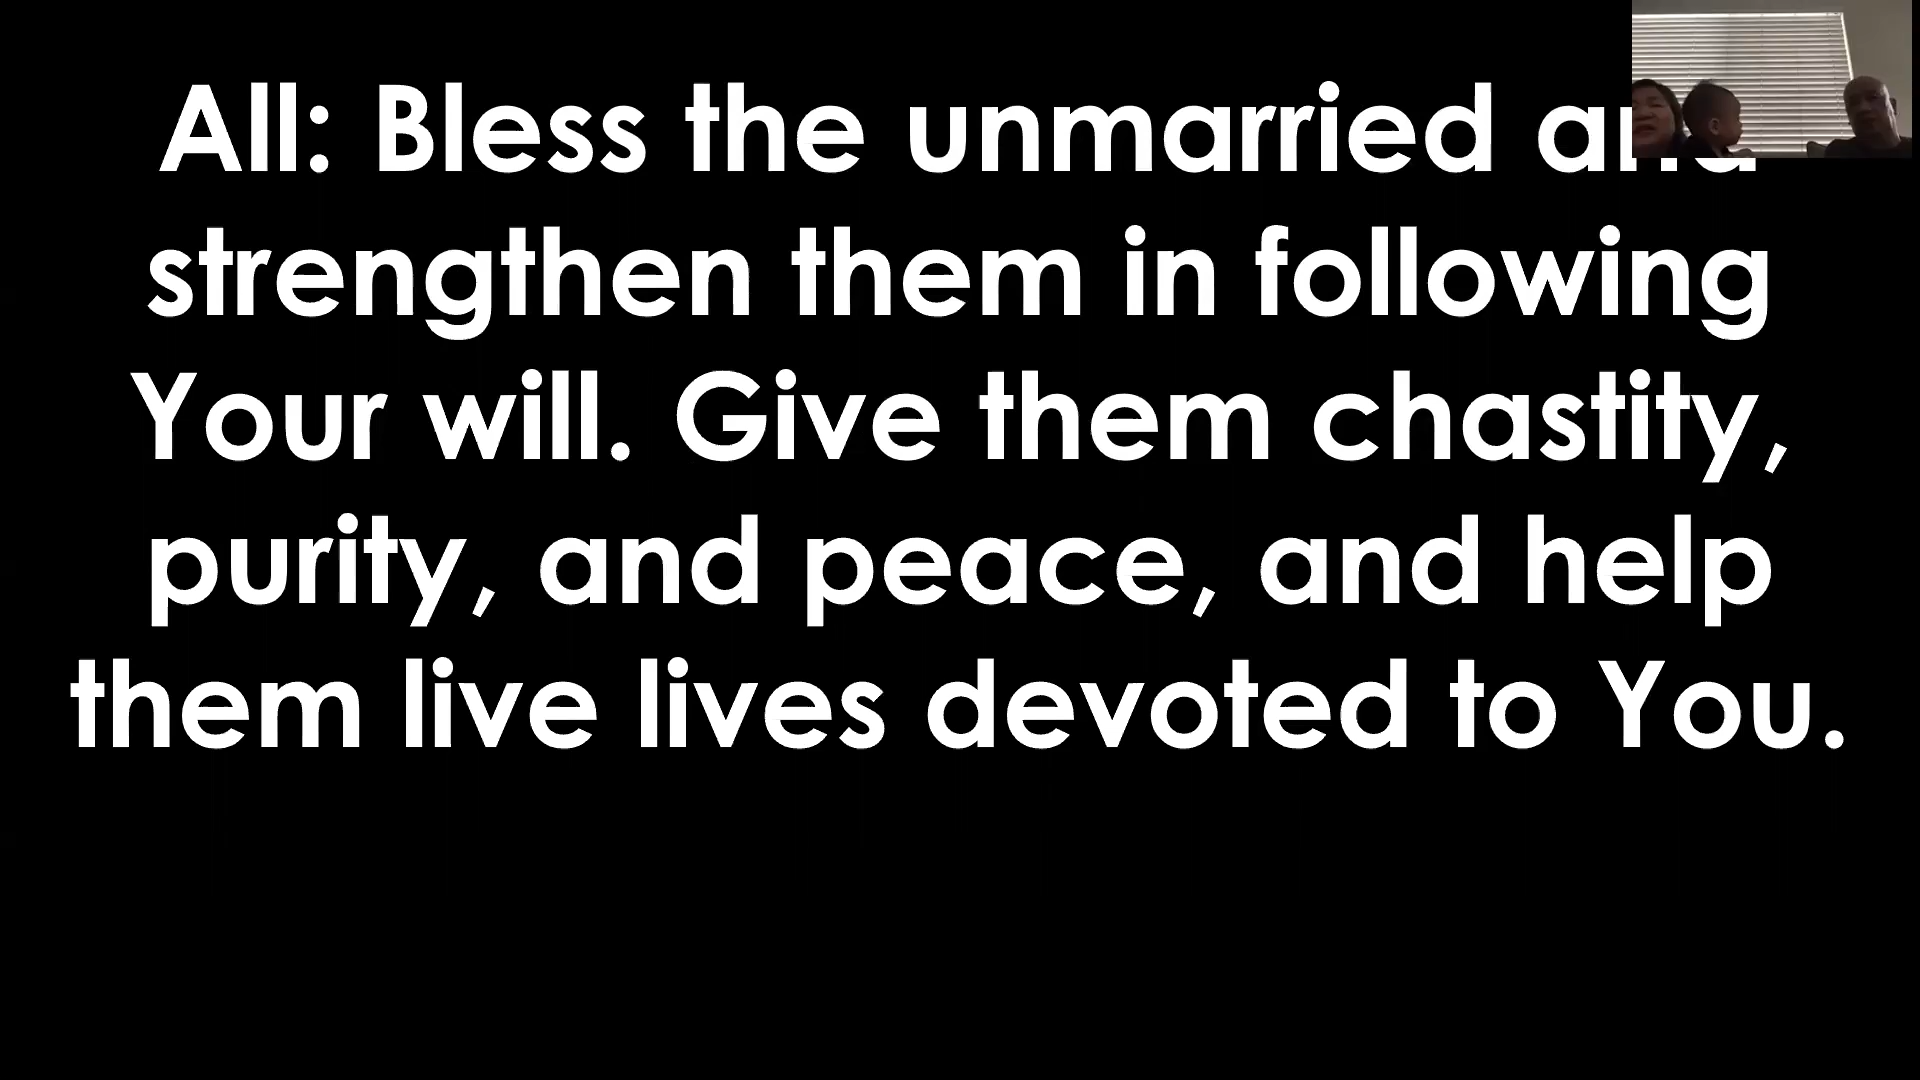 All: Bless the unmarried and
strengthen them in following
Your will. Give them chastity,
purity, and peace, and help
them live lives devoted to You.